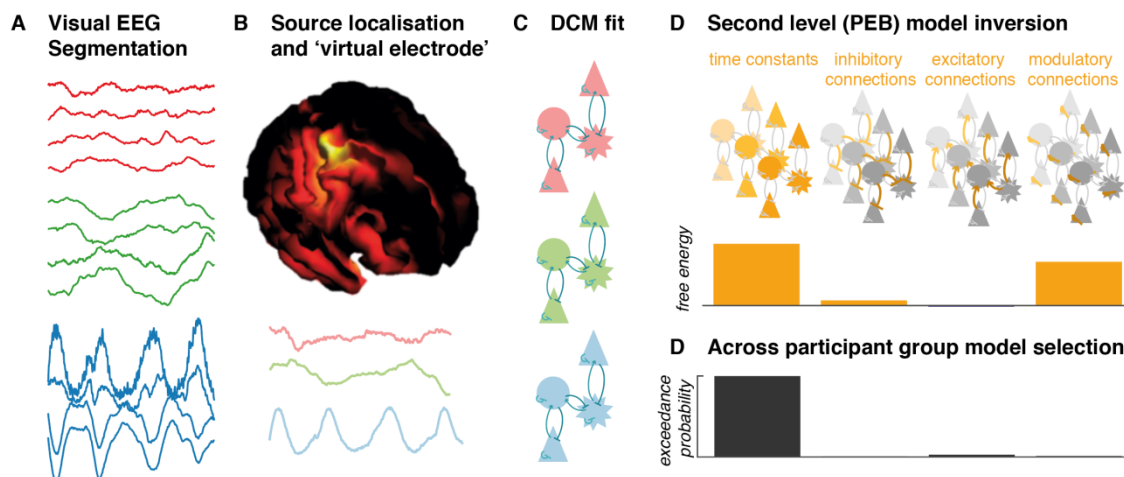 A Visual EEG
Segmentation
B Source localisation
and ‘virtual electrode’
C DCM fit
D Second level (PEB) model inversion
time constants
inhibitory
connections
excitatory
connections
modulatory
connections
free energy
D Across participant group model selection
exceedance
probability